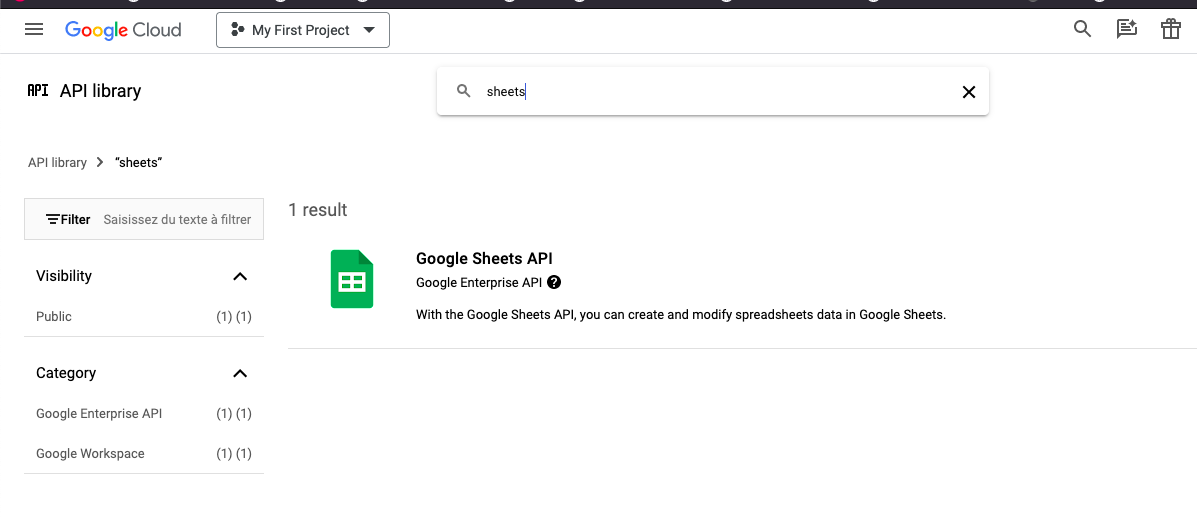 Google Cloud
My First Project
API API library
sheets
API library > “sheets”
Filter Saisissez du texte à filtrer
1 result
Visibility
Public (1) (1)
Category
Google Enterprise API (1) (1)
Google Workspace (1) (1)
Google Sheets API
Google Enterprise API ?
With the Google Sheets API, you can create and modify spreadsheets data in Google Sheets.